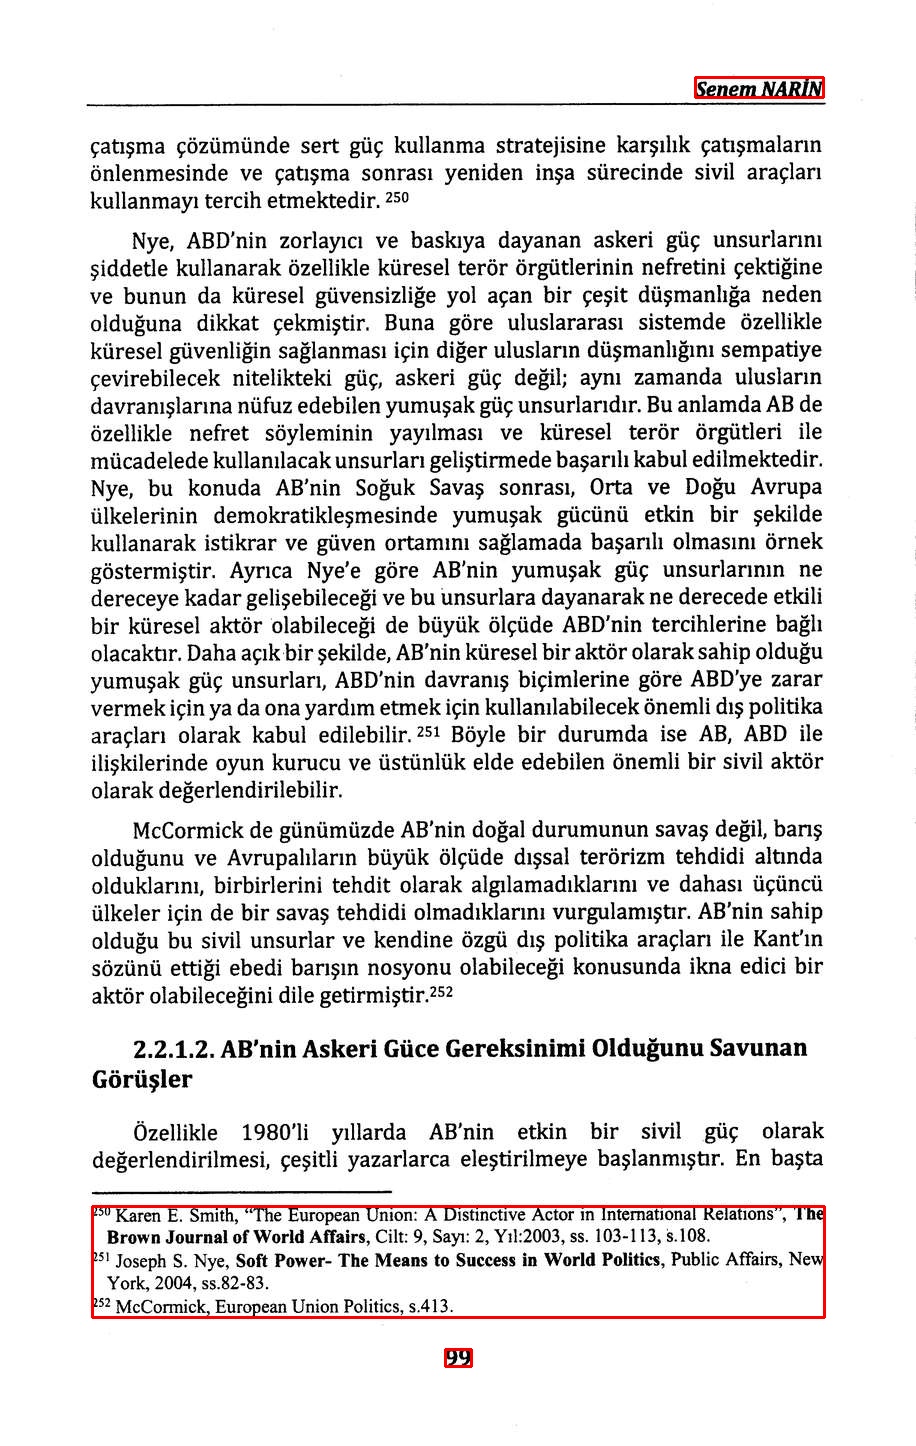 Senem NARİN
çatışma çözümünde sert güç kullanma stratejisine karşılık çatışmaların
önlenmesinde ve çatışma sonrası yeniden inşa sürecinde sivil araçları
kullanmayı tercih etmektedir. 250
Nye, ABD'nin zorlayıcı ve baskıya dayanan askeri güç unsurlarını
şiddetle kullanarak özellikle küresel terör örgütlerinin nefretini çektiğine
ve bunun da küresel güvensizliğe yol açan bir çeşit düşmanlığa neden
olduğuna dikkat çekmiştir. Buna göre uluslararası sistemde özellikle
küresel güvenliğin sağlanması için diğer ulusların düşmanlığını sempatiye
çevirebilecek nitelikteki güç, askeri güç değil; aynı zamanda ulusların
davranışlarına nüfuz edebilen yumuşak güç unsurlarıdır. Bu anlamda AB de
özellikle nefret söyleminin yayılması ve küresel terör örgütleri ile
mücadelede kullanılacak unsurları geliştirmede başarılı kabul edilmektedir.
Nye, bu konuda AB'nin Soğuk Savaş sonrası, Orta ve Doğu Avrupa
ülkelerinin demokratikleşmesinde yumuşak gücünü etkin bir şekilde
kullanarak istikrar ve güven ortamını sağlamada başarılı olmasını örnek
göstermiştir. Ayrıca Nye'e göre AB'nin yumuşak güç unsurlarının ne
dereceye kadar gelişebileceği ve bu unsurlara dayanarak ne derecede etkili
bir küresel aktör olabileceği de büyük ölçüde ABD'nin tercihlerine bağlı
olacaktır. Daha açık bir şekilde, AB'nin küresel bir aktör olarak sahip olduğu
yumuşak güç unsurları, ABD'nin davranış biçimlerine göre ABD'ye zarar
vermek için ya da ona yardım etmek için kullanılabilecek önemli dış politika
araçları olarak kabul edilebilir. 251 Böyle bir durumda ise AB, ABD ile
ilişkilerinde oyun kurucu ve üstünlük elde edebilen önemli bir sivil aktör
olarak değerlendirilebilir.
McCormick de günümüzde AB'nin doğal durumunun savaş değil, barış
olduğunu ve Avrupalıların büyük ölçüde dışsal terörizm tehdidi altında
olduklarını, birbirlerini tehdit olarak algılamadıklarını ve dahası üçüncü
ülkeler için de bir savaş tehdidi olmadıklarını vurgulamıştır. AB'nin sahip
olduğu bu sivil unsurlar ve kendine özgü dış politika araçları ile Kant'ın
sözünü ettiği ebedi barışın nosyonu olabileceği konusunda ikna edici bir
aktör olabileceğini dile getirmiştir.252
2.2.1.2. AB'nin Askeri Güce Gereksinimi Olduğunu Savunan
Görüşler
Özellikle 1980'li yıllarda AB'nin etkin bir sivil güç olarak
değerlendirilmesi, çeşitli yazarlarca eleştirilmeye başlanmıştır. En başta
250 Karen E. Smith, "The European Union: A Distinctive Actor in International Relations", The
Brown Journal of World Affairs, Cilt: 9, Sayı: 2, Yıl:2003, ss. 103-113, s.108.
251 Joseph S. Nye, Soft Power- The Means to Success in World Politics, Public Affairs, New
York, 2004, ss.82-83.
252 McCormick, European Union Politics, s.413.
99